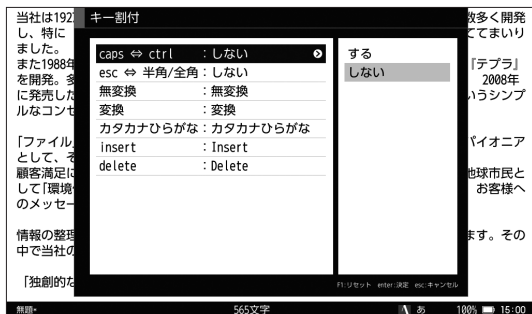 キー割付
当社は192
数多く開発
し、特に
ててまいり
ました。
また1988年
『テプラ』
を開発。多
2008年
に発売した
いうシンプ
ルなコンセ
「ファイル」
パイオニア
として、そ
顧客満足に
地球市民と
して「環境
お客様へ
のメッセー
情報の整理
ます。その
中で当社の
「独創的な
caps ⇔ ctrl ：しない
esc ⇔ 半角/全角：しない
無変換 ：無変換
変換 ：変換
カタカナひらがな：カタカナひらがな
insert ：Insert
delete ：Delete
する
しない
F1:リセット enter:決定 esc:キャンセル
無題* 565文字 あ 100% 15:00